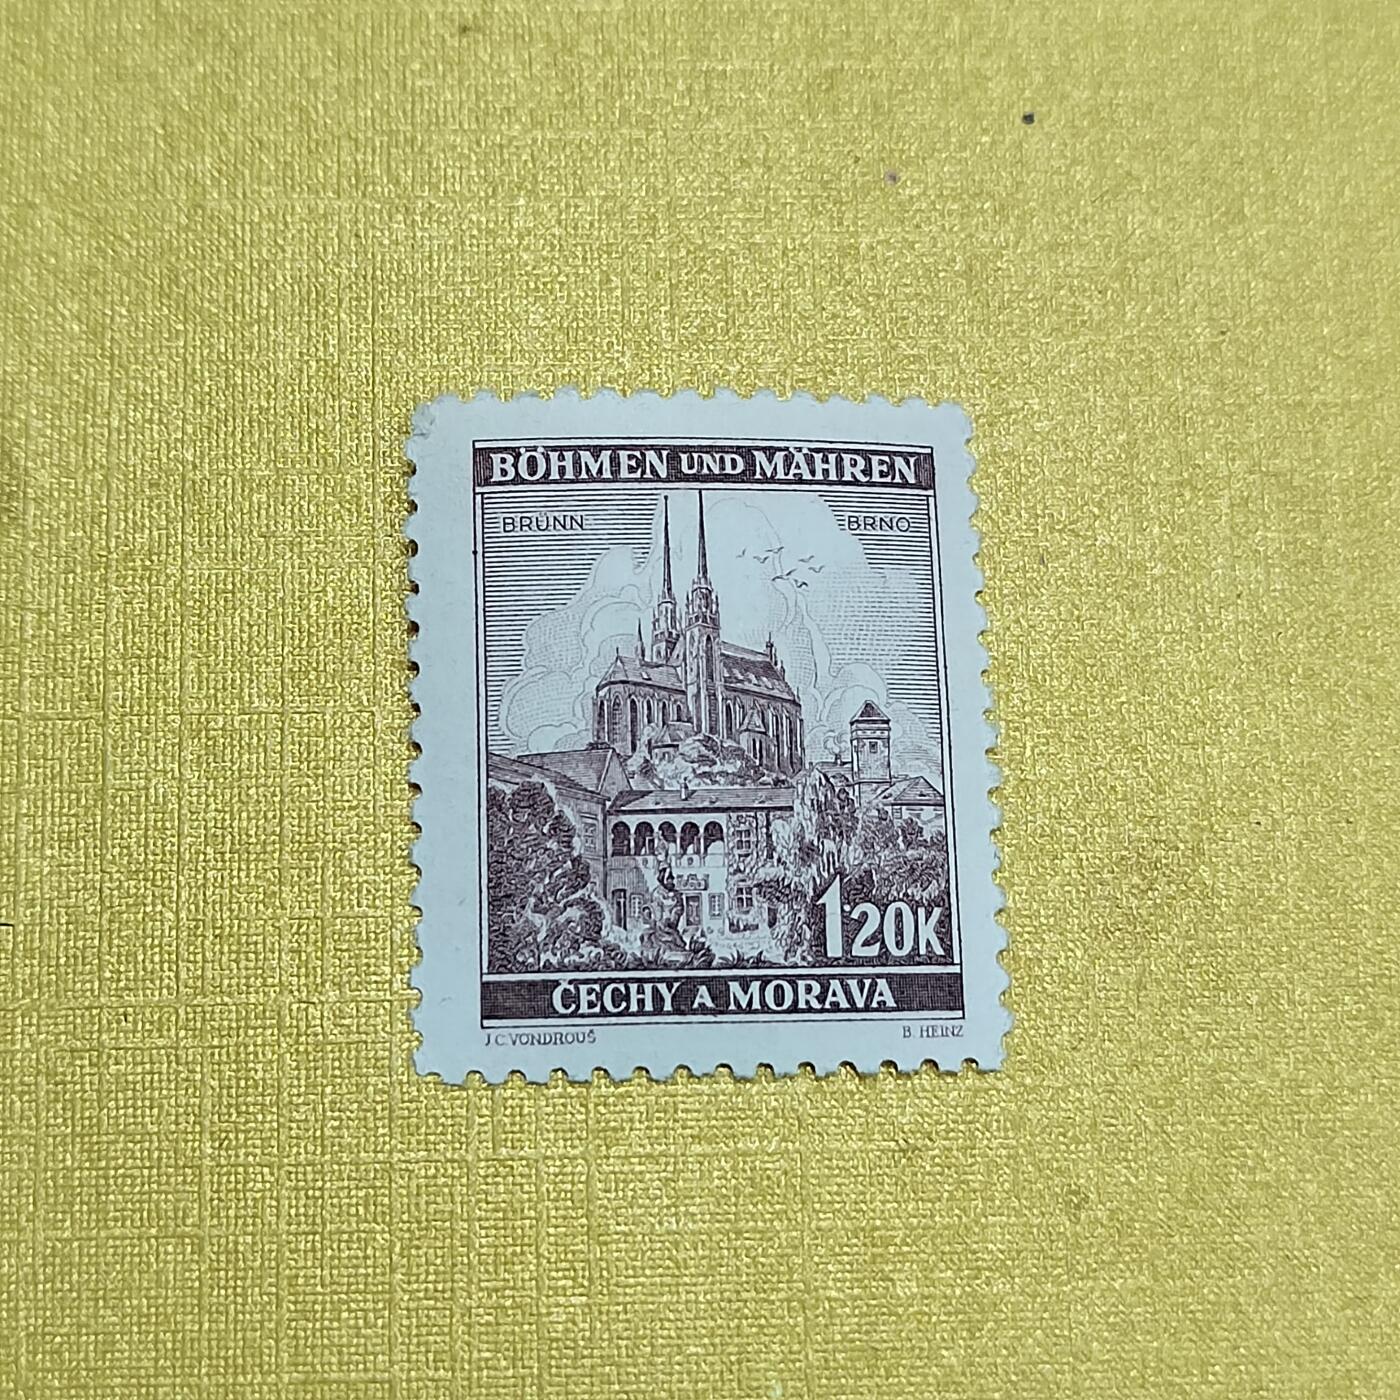 BÖHMEN UND MÄHREN
BRÜNN BRNO
1·20K
ČECHY A MORAVA
J.C.VONDROUŠ B. HEINZ